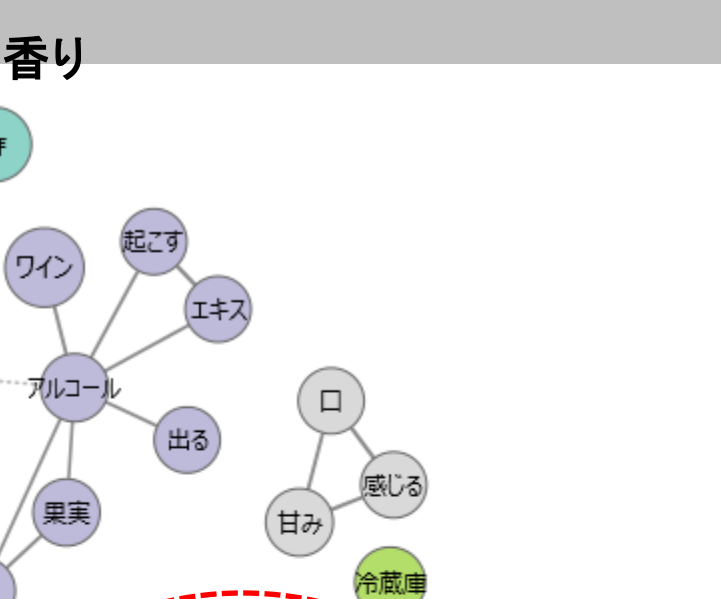 香り
起こす
ワイン
エキス
アルコール
口
出る
感じる
果実
甘み
冷蔵庫